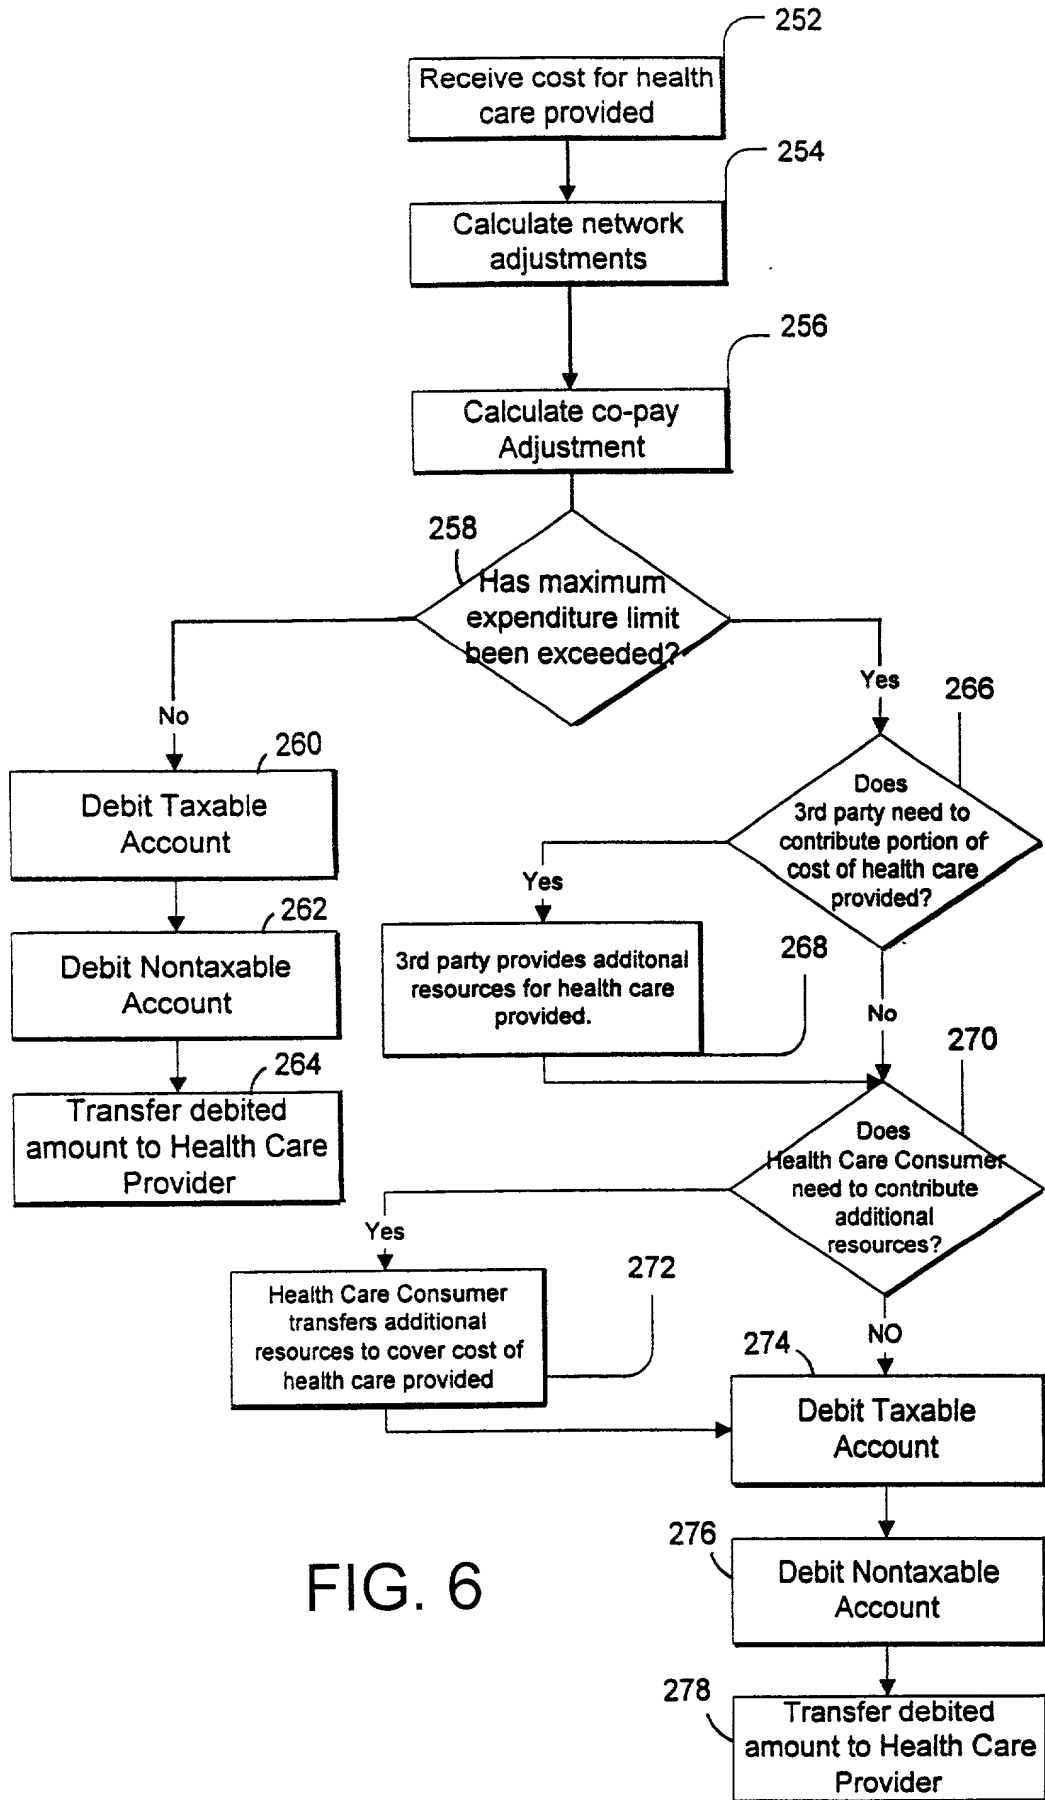 252
Receive cost for health
care provided
254
Calculate network
adjustments
256
Calculate co-pay
Adjustment
258
Has maximum
expenditure limit
been exceeded?
No
Yes
260
Debit Taxable
Account
262
Debit Nontaxable
Account
264
Transfer debited
amount to Health Care
Provider
266
Does
3rd party need to
contribute portion of
cost of health care
provided?
Yes
No
268
3rd party provides additonal
resources for health care
provided.
270
Does
Health Care Consumer
need to contribute
additional
resources?
Yes
NO
272
Health Care Consumer
transfers additional
resources to cover cost of
health care provided
274
Debit Taxable
Account
276
Debit Nontaxable
Account
278
Transfer debited
amount to Health Care
Provider
FIG. 6